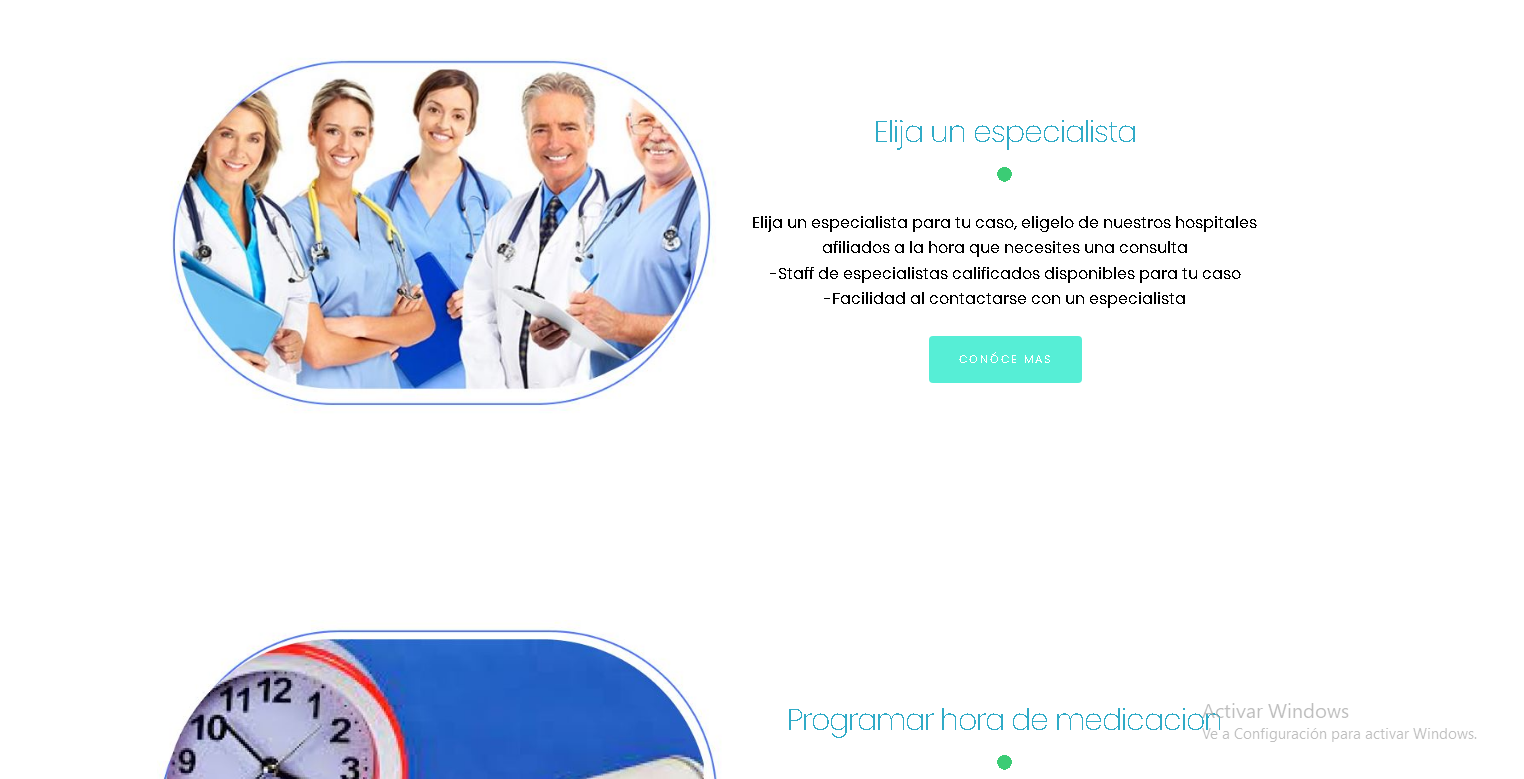 Elija un especialista
Elija un especialista para tu caso, eligelo de nuestros hospitales
afiliados a la hora que necesites una consulta
-Staff de especialistas calificados disponibles para tu caso
-Facilidad al contactarse con un especialista
CONÓCE MAS
11 12 1
10 2
9 3
Programar hora de medicacion
Activar Windows
Ve a Configuración para activar Windows.